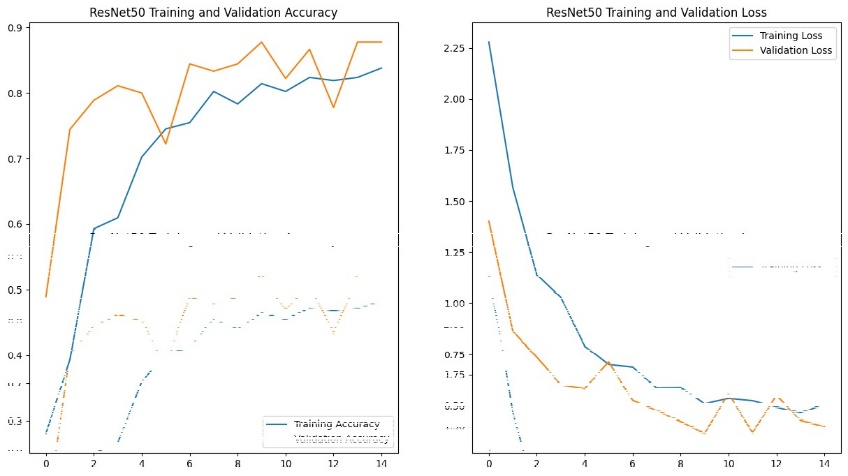 ResNet50 Training and Validation Accuracy
0.9
0.8
0.7
0.6
0.5
0.4
0.3
0 2 4 6 8 10 12 14
Training Accuracy
Validation Accuracy
ResNet50 Training and Validation Loss
2.25
2.00
1.75
1.50
1.25
1.00
0.75
1.75
0 2 4 6 8 10 12 14
Training Loss
Validation Loss